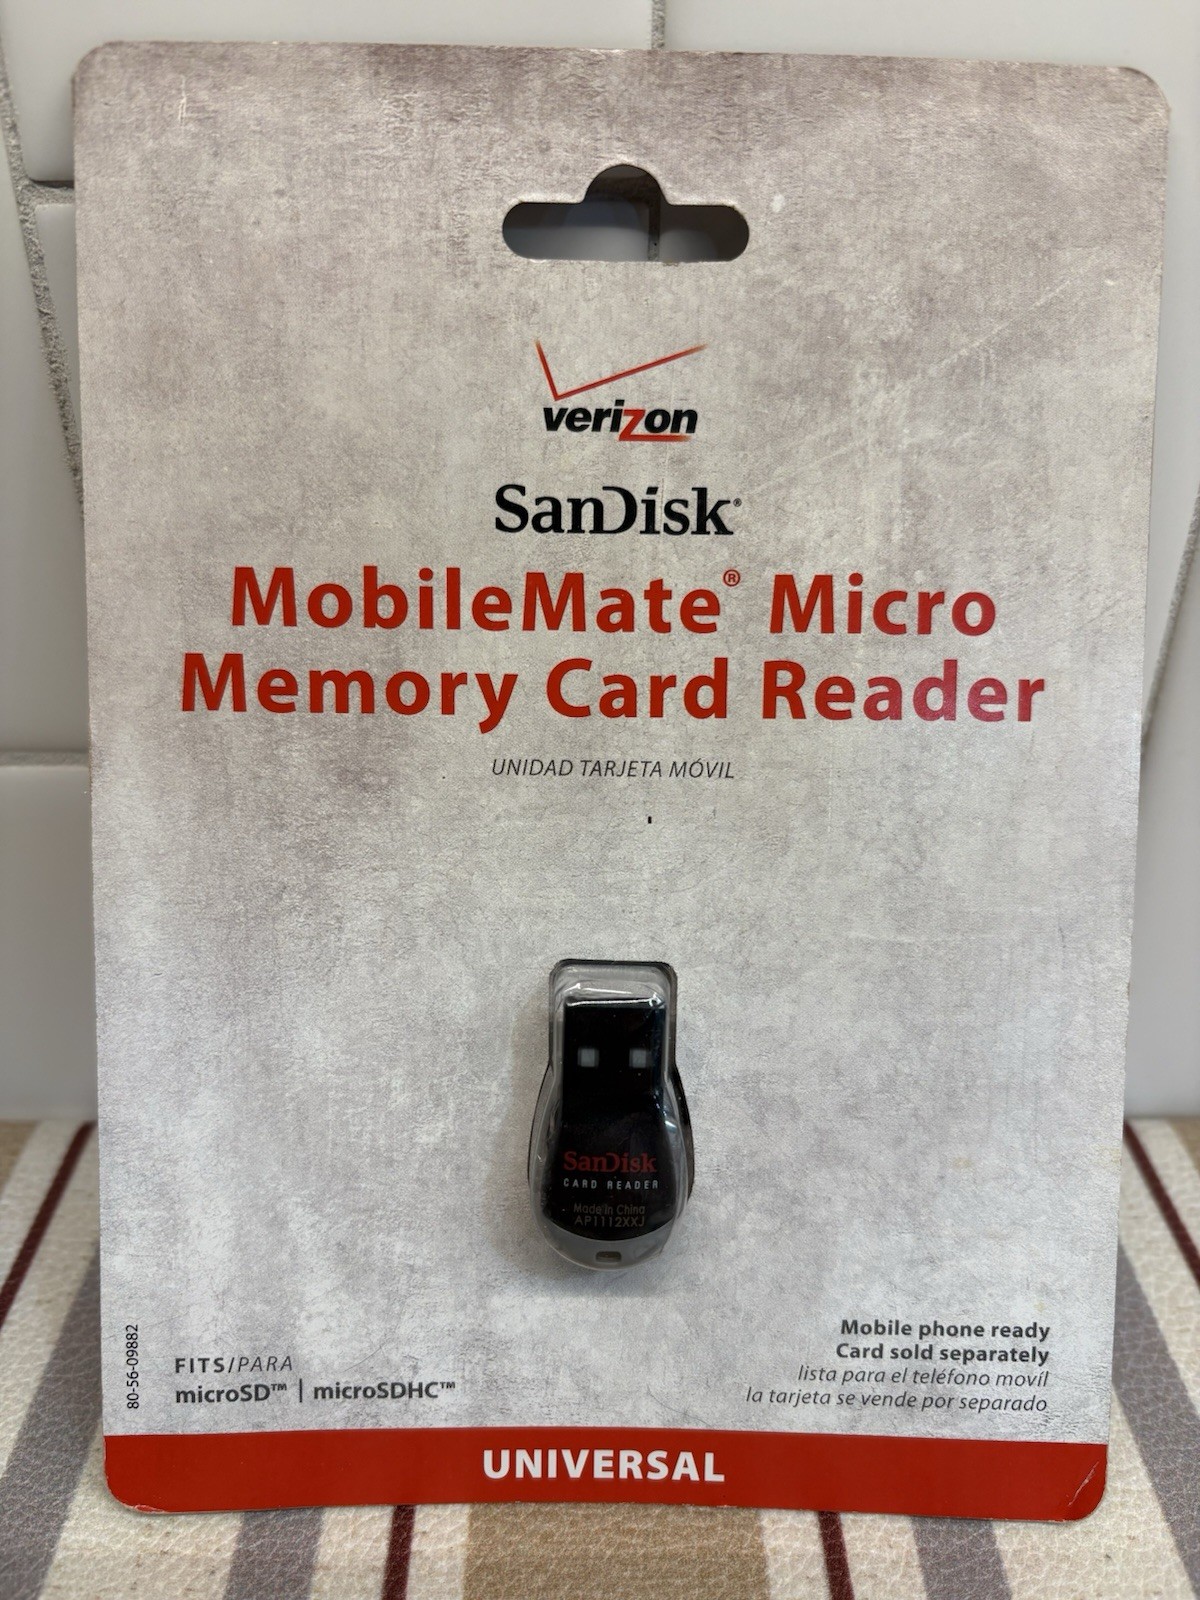 verizon
SanDisk®
MobileMate® Micro
Memory Card Reader
UNIDAD TARJETA MÓVIL
SanDisk
CARD READER
Made in China
AP1112XXJ
80-56-09882
FITS/PARA
microSD™ | microSDHC™
Mobile phone ready
Card sold separately
lista para el teléfono movíl
la tarjeta se vende por separado
UNIVERSAL